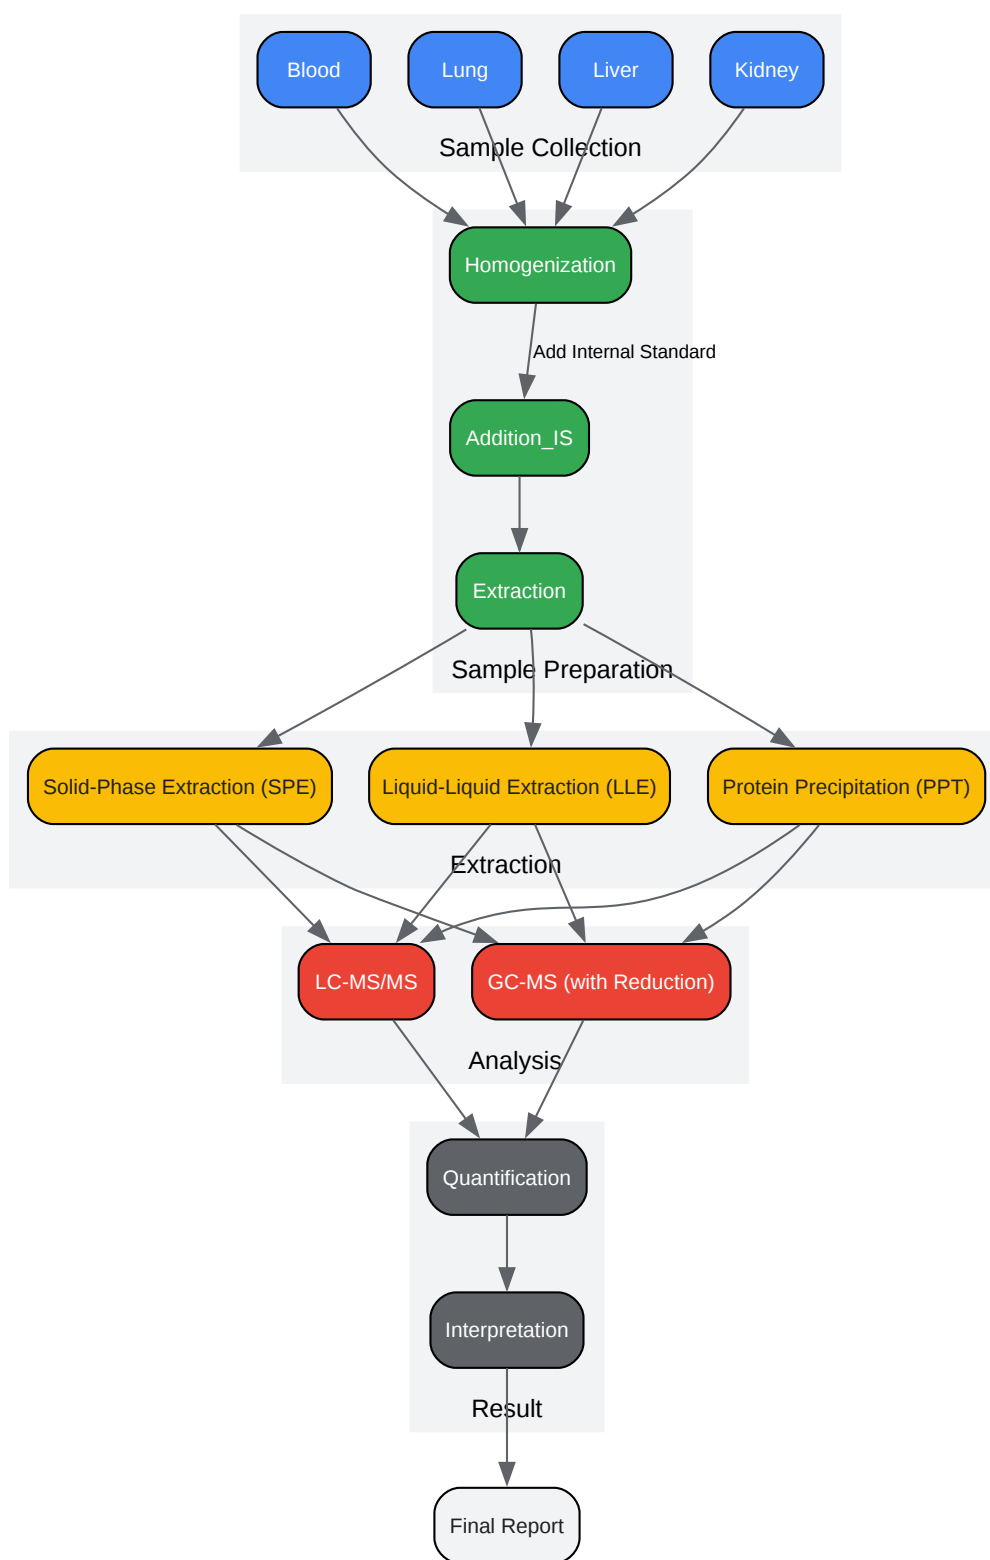 Blood
Lung
Liver
Kidney
Sample Collection
Homogenization
Add Internal Standard
Addition_IS
Extraction
Sample Preparation
Solid-Phase Extraction (SPE)
Liquid-Liquid Extraction (LLE)
Protein Precipitation (PPT)
Extraction
LC-MS/MS
GC-MS (with Reduction)
Analysis
Quantification
Interpretation
Result
Final Report